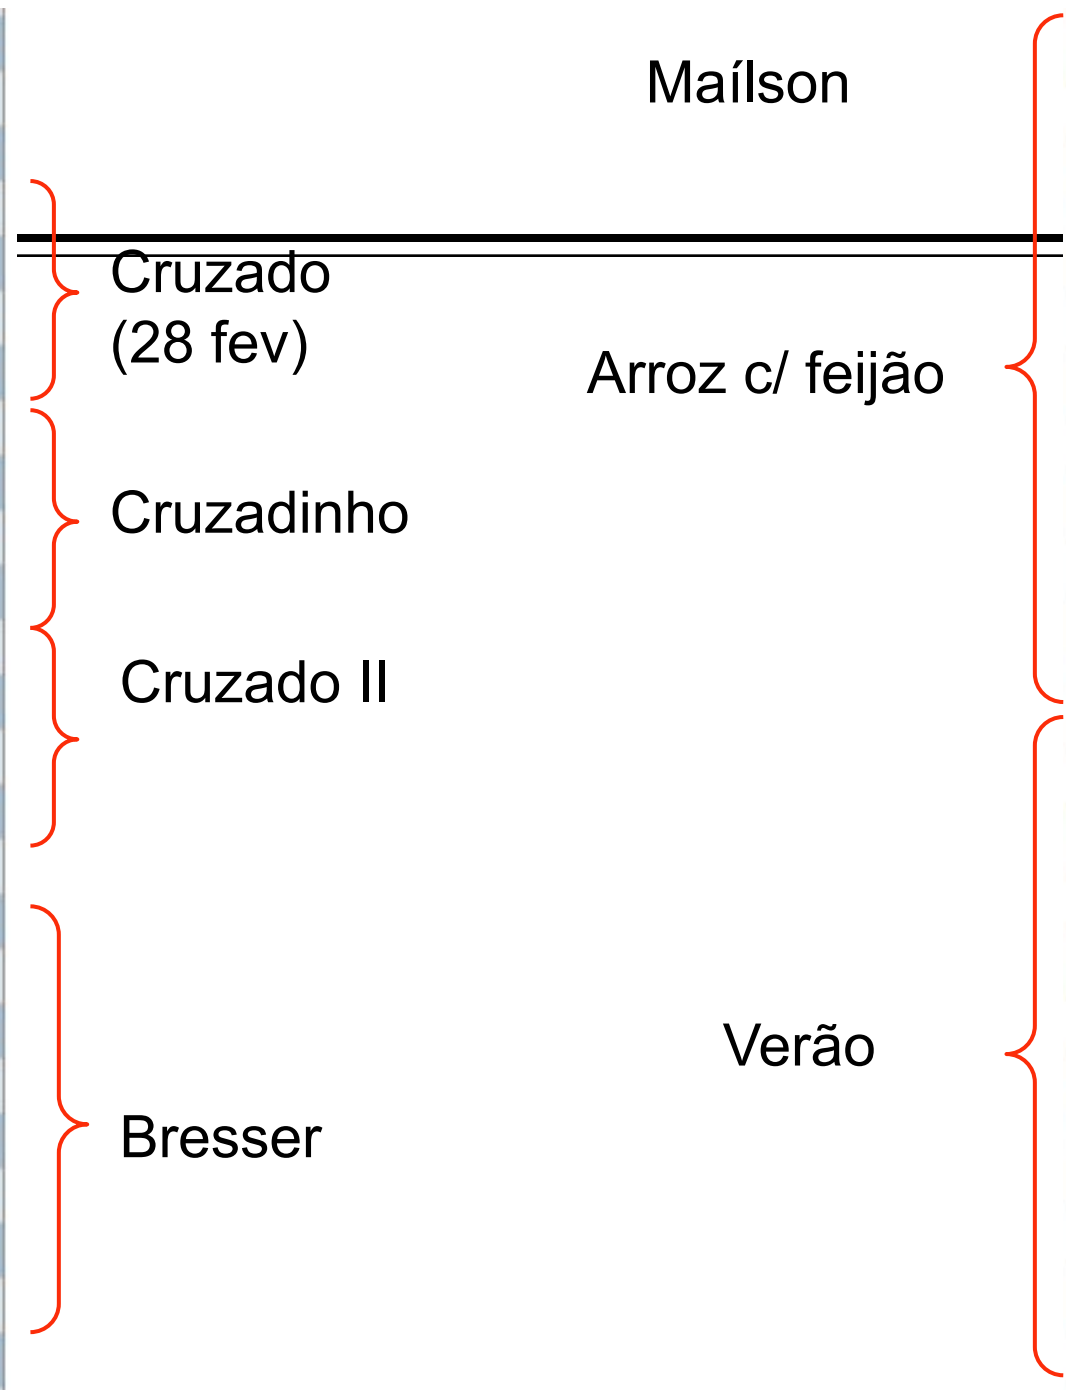 Maílson
Cruzado
(28 fev)
Arroz c/ feijão
Cruzadinho
Cruzado II
Verão
Bresser